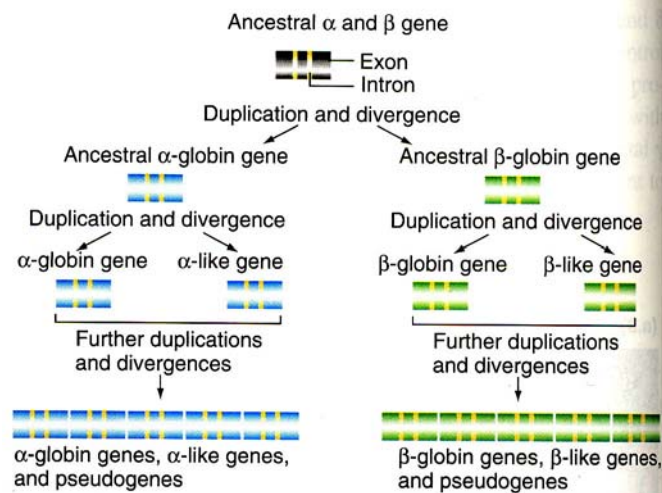 Ancestral α and β gene
Exon
Intron
Duplication and divergence
Ancestral α-globin gene
Ancestral β-globin gene
Duplication and divergence
Duplication and divergence
α-globin gene
α-like gene
β-globin gene
β-like gene
Further duplications
and divergences
Further duplications
and divergences
α-globin genes, α-like genes,
and pseudogenes
β-globin genes, β-like genes,
and pseudogenes